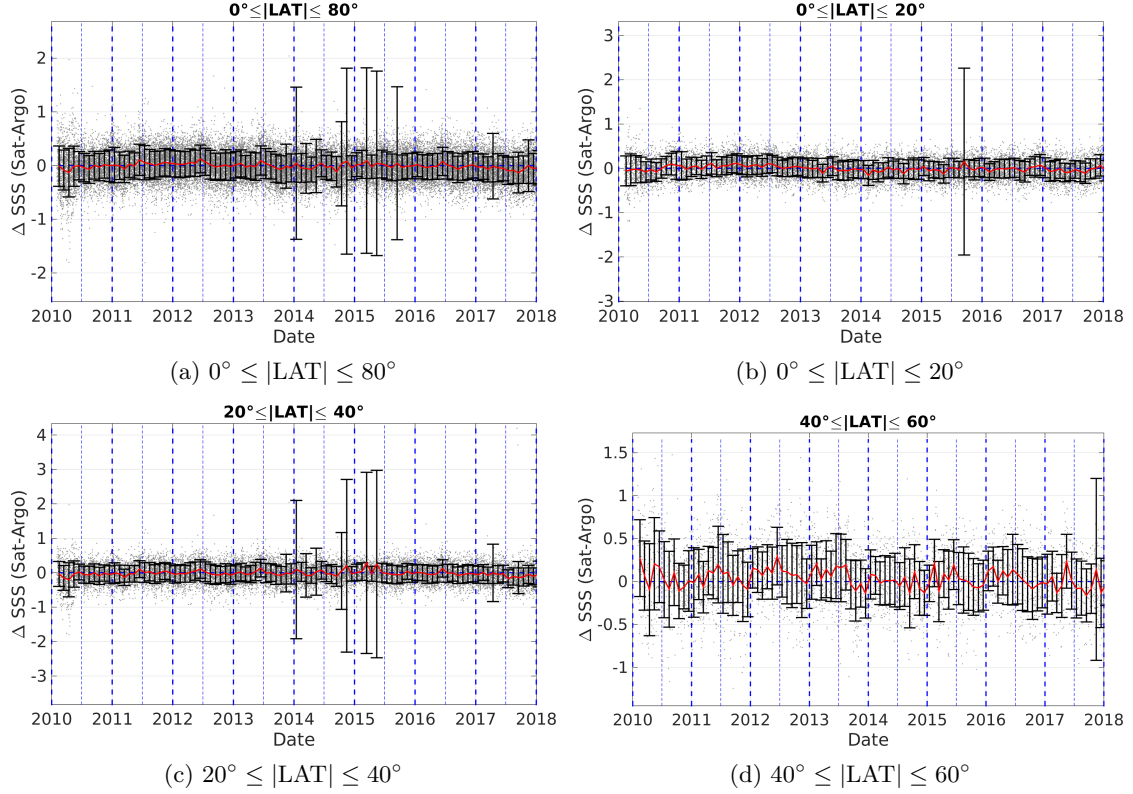 0°≤|LAT|≤ 80°
Δ SSS (Sat-Argo)
2
1
0
-1
-2
2010 2011 2012 2013 2014 2015 2016 2017 2018
Date
(a) 0° ≤ |LAT| ≤ 80°
0°≤|LAT|≤ 20°
Δ SSS (Sat-Argo)
3
2
1
0
-1
-2
-3
2010 2011 2012 2013 2014 2015 2016 2017 2018
Date
(b) 0° ≤ |LAT| ≤ 20°
20°≤|LAT|≤ 40°
Δ SSS (Sat-Argo)
4
3
2
1
0
-1
-2
-3
2010 2011 2012 2013 2014 2015 2016 2017 2018
Date
(c) 20° ≤ |LAT| ≤ 40°
40°≤|LAT|≤ 60°
Δ SSS (Sat-Argo)
1.5
1
0.5
0
-0.5
-1
2010 2011 2012 2013 2014 2015 2016 2017 2018
Date
(d) 40° ≤ |LAT| ≤ 60°